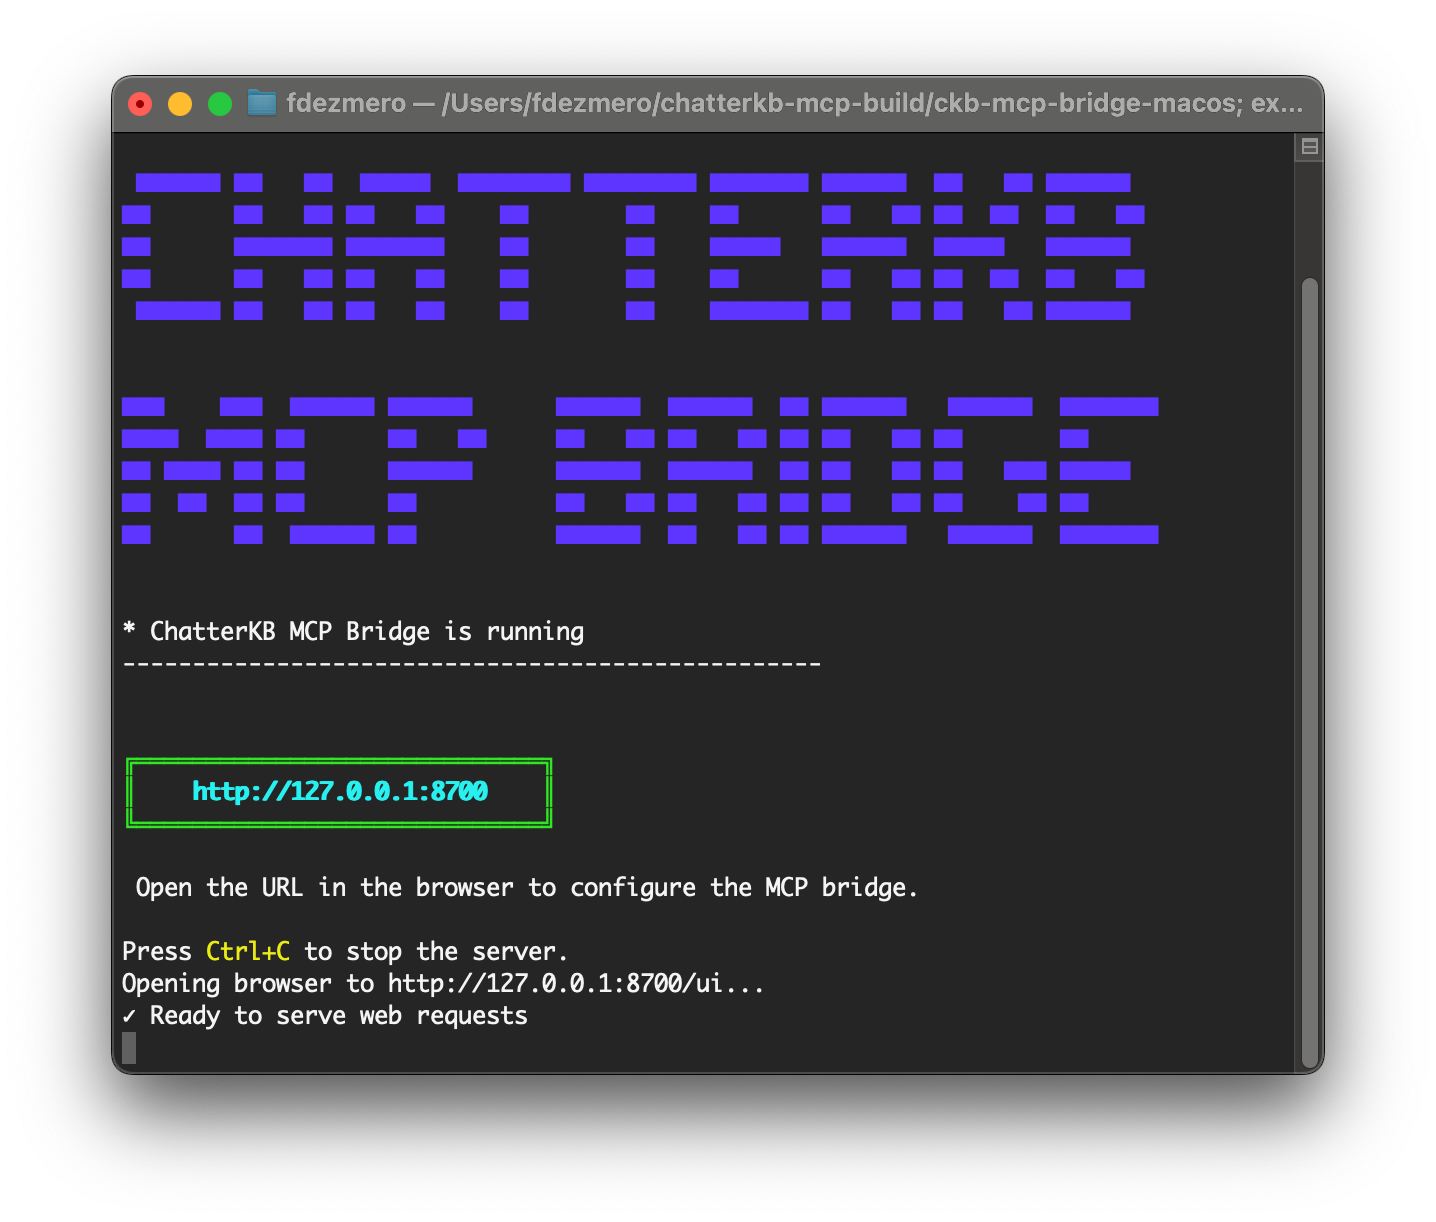 fdezmero — /Users/fdezmero/chatterkb-mcp-build/ckb-mcp-bridge-macos; ex...
CHATTERKB
MCP BRIDGE
* ChatterKB MCP Bridge is running
--------------------------------------------------
http://127.0.0.1:8700
Open the URL in the browser to configure the MCP bridge.
Press Ctrl+C to stop the server.
Opening browser to http://127.0.0.1:8700/ui...
✓ Ready to serve web requests